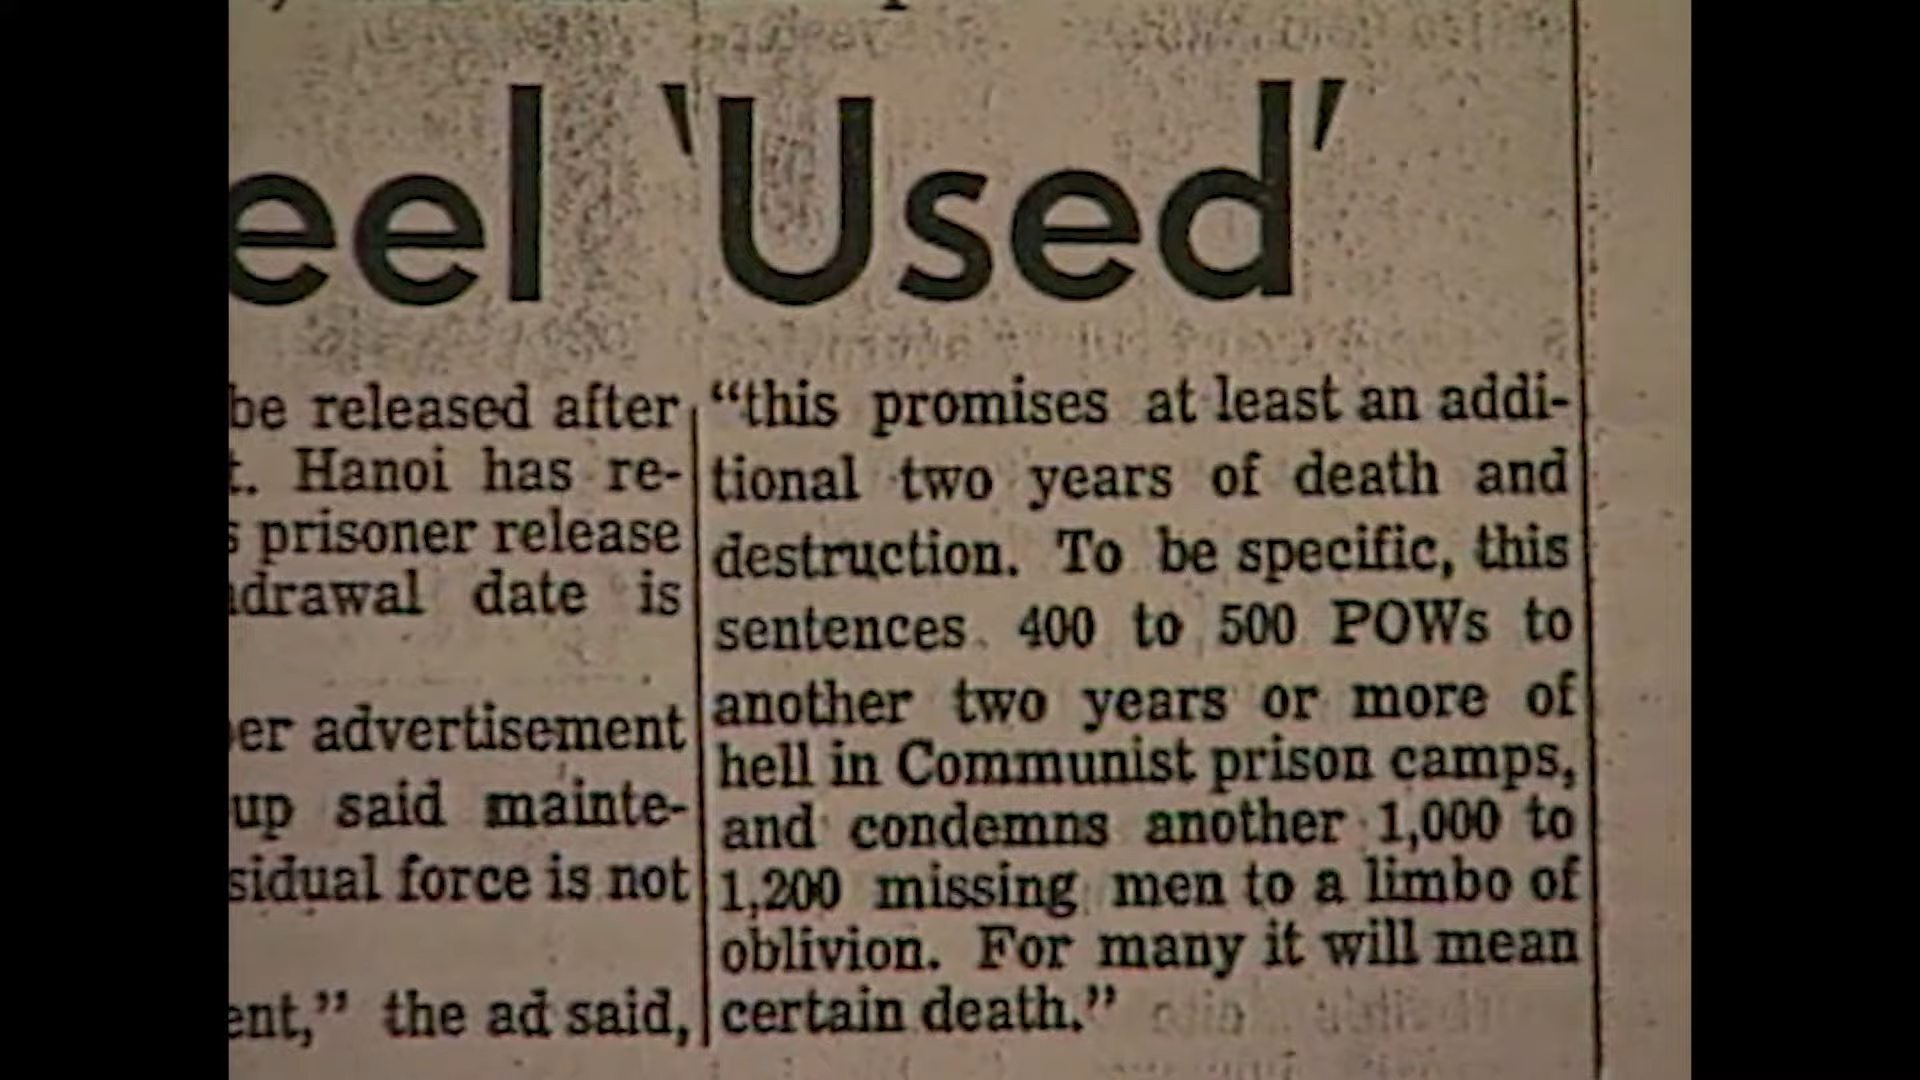 eel 'Used'
be released after
t. Hanoi has re-
s prisoner release
drawal date is
er advertisement
up said mainte-
sidual force is not
ent,” the ad said,
“this promises at least an addi-
tional two years of death and
destruction. To be specific, this
sentences 400 to 500 POWs to
another two years or more of
hell in Communist prison camps,
and condemns another 1,000 to
1,200 missing men to a limbo of
oblivion. For many it will mean
certain death.”